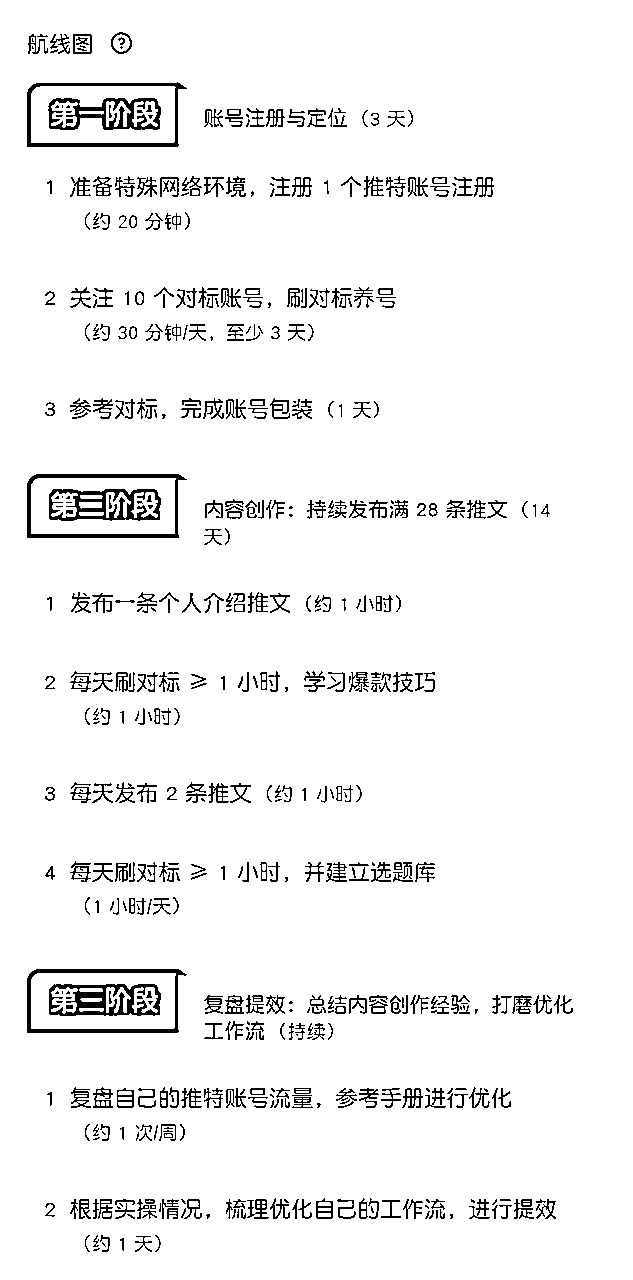 航线图 ?
第一阶段
账号注册与定位（3 天）
1 准备特殊网络环境，注册 1 个推特账号注册
（约 20 分钟）
2 关注 10 个对标账号，刷对标养号
（约 30 分钟/天，至少 3 天）
3 参考对标，完成账号包装（1 天）
第二阶段
内容创作：持续发布满 28 条推文（14
天）
1 发布一条个人介绍推文（约 1 小时）
2 每天刷对标 ≥ 1 小时，学习爆款技巧
（约 1 小时）
3 每天发布 2 条推文（约 1 小时）
4 每天刷对标 ≥ 1 小时，并建立选题库
（1 小时/天）
第三阶段
复盘提效：总结内容创作经验，打磨优化
工作流（持续）
1 复盘自己的推特账号流量，参考手册进行优化
（约 1 次/周）
2 根据实操情况，梳理优化自己的工作流，进行提效
（约 1 天）